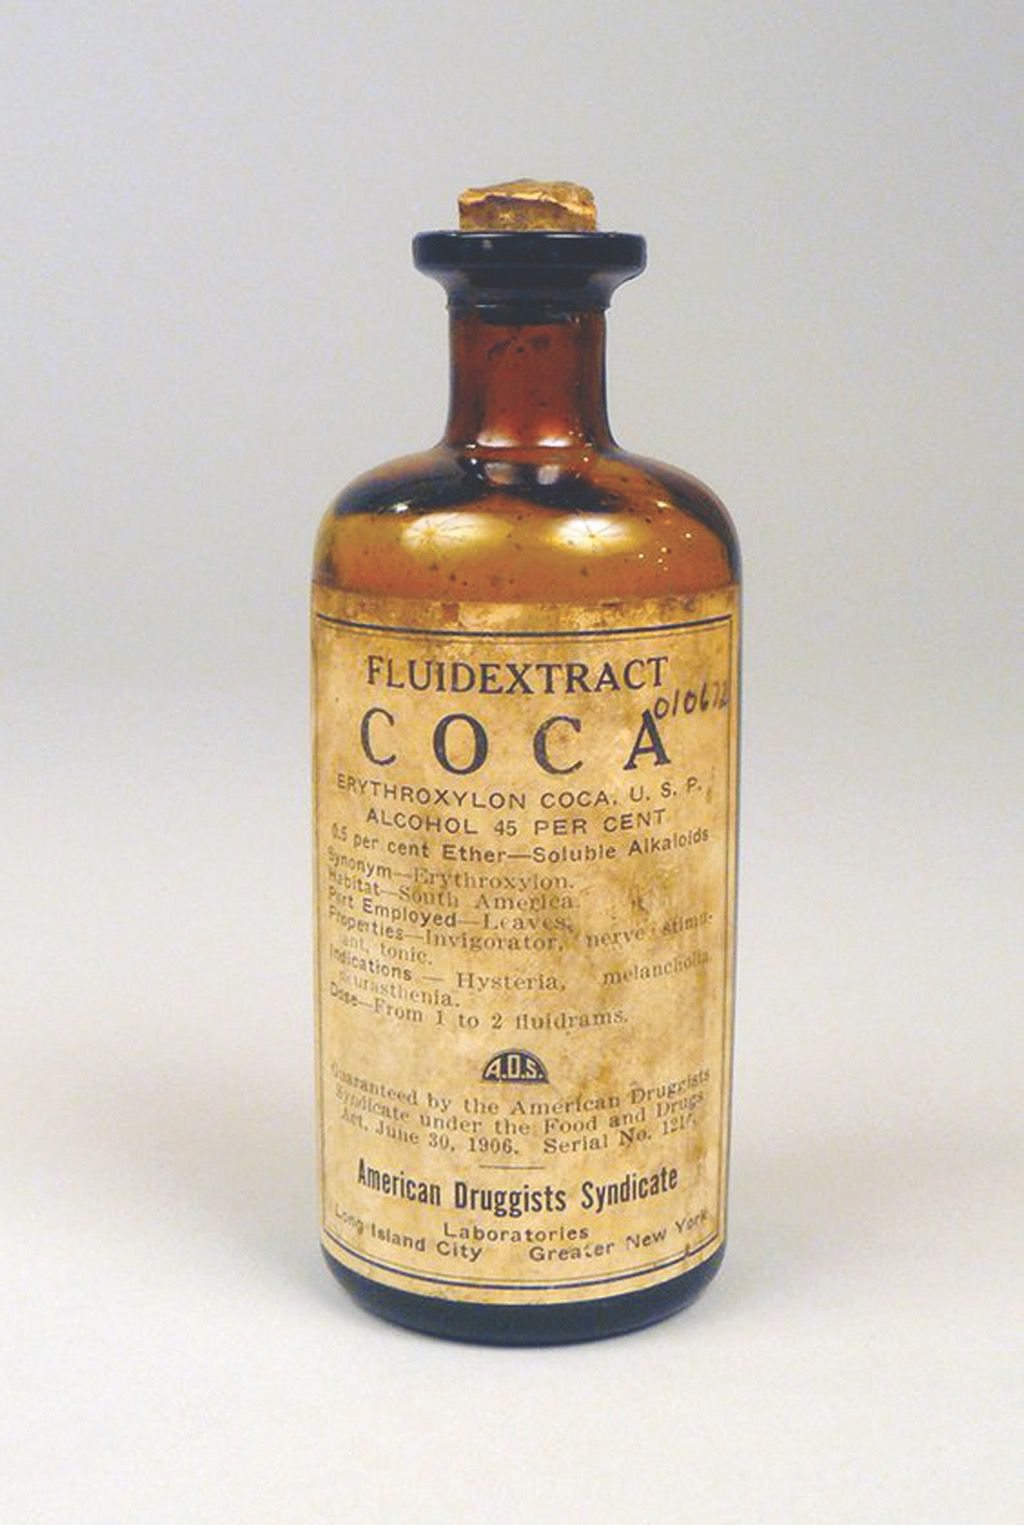 FLUIDEXTRACT
010672
COCA
ERYTHROXYLON COCA, U. S. P.
ALCOHOL 45 PER CENT
0.5 per cent Ether—Soluble Alkaloids
Synonym—Erythroxylon.
Habitat—South America.
Part Employed—Leaves.
Properties—Invigorator, nerve stimu-
ant, tonic.
Indications — Hysteria, melancholia
neurasthenia.
Dose—From 1 to 2 fluidrams.
A.D.S.
Guaranteed by the American Druggists
Syndicate under the Food and Drugs
Act, June 30, 1906. Serial No.
American Druggists Syndicate
Laboratories
Long Island City Greater New York